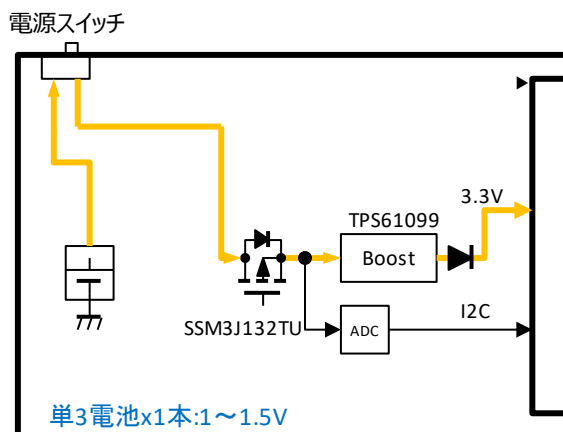 電源スイッチ
3.3V
TPS61099
Boost
SSM3J132TU
ADC
I2C
単3電池x1本:1～1.5V